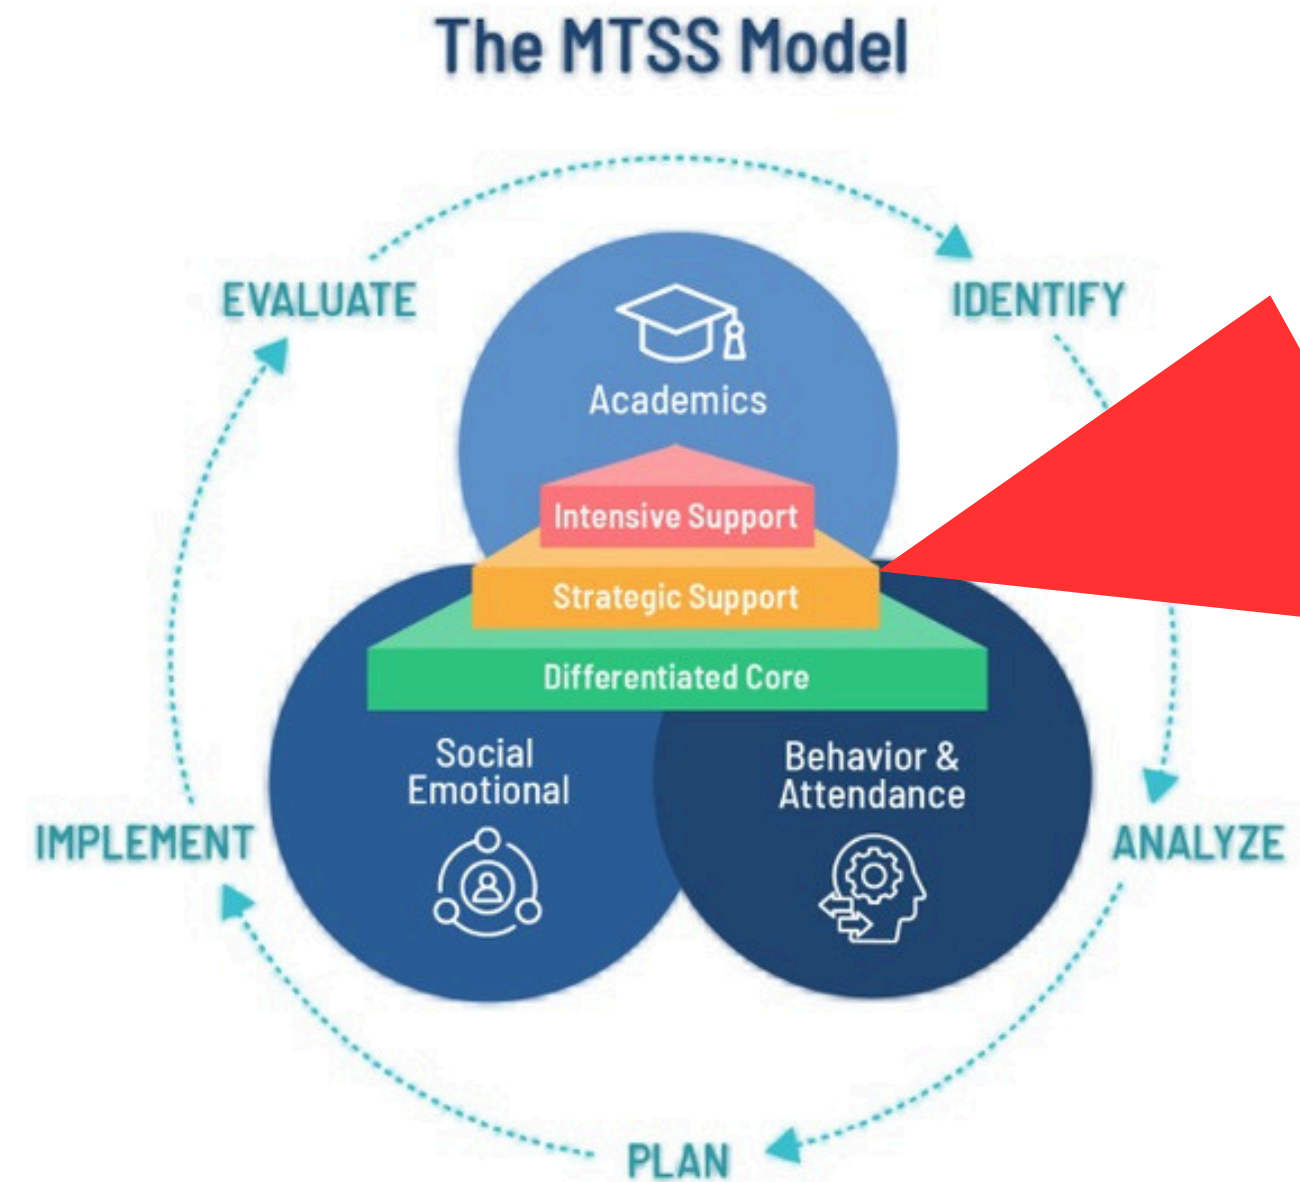 The MTSS Model
EVALUATE
IDENTIFY
Academics
Intensive Support
Strategic Support
Differentiated Core
Social
Emotional
Behavior &
Attendance
IMPLEMENT
ANALYZE
PLAN